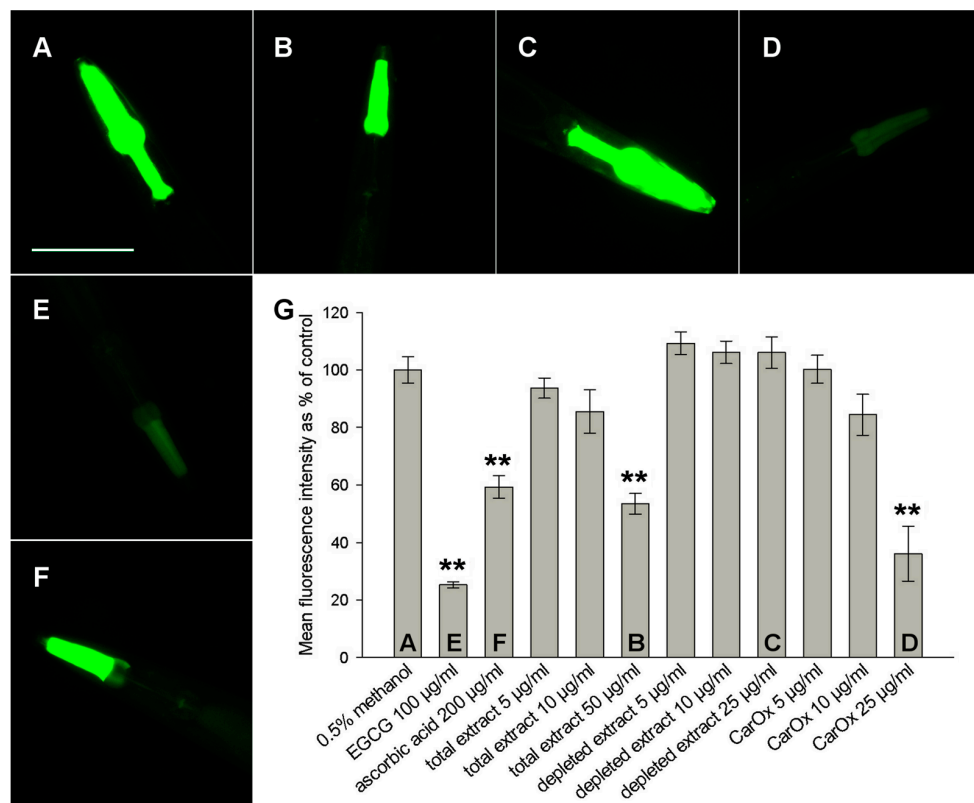 A
B
C
D
E
F
G
Mean fluorescence intensity as % of control
120
100
80
60
40
20
0
**
**
**
**
A
E
F
B
C
D
0.5% methanol
EGCG 100 µg/ml
ascorbic acid 200 µg/ml
total extract 5 µg/ml
total extract 10 µg/ml
total extract 50 µg/ml
depleted extract 5 µg/ml
depleted extract 10 µg/ml
depleted extract 25 µg/ml
CarOx 5 µg/ml
CarOx 10 µg/ml
CarOx 25 µg/ml